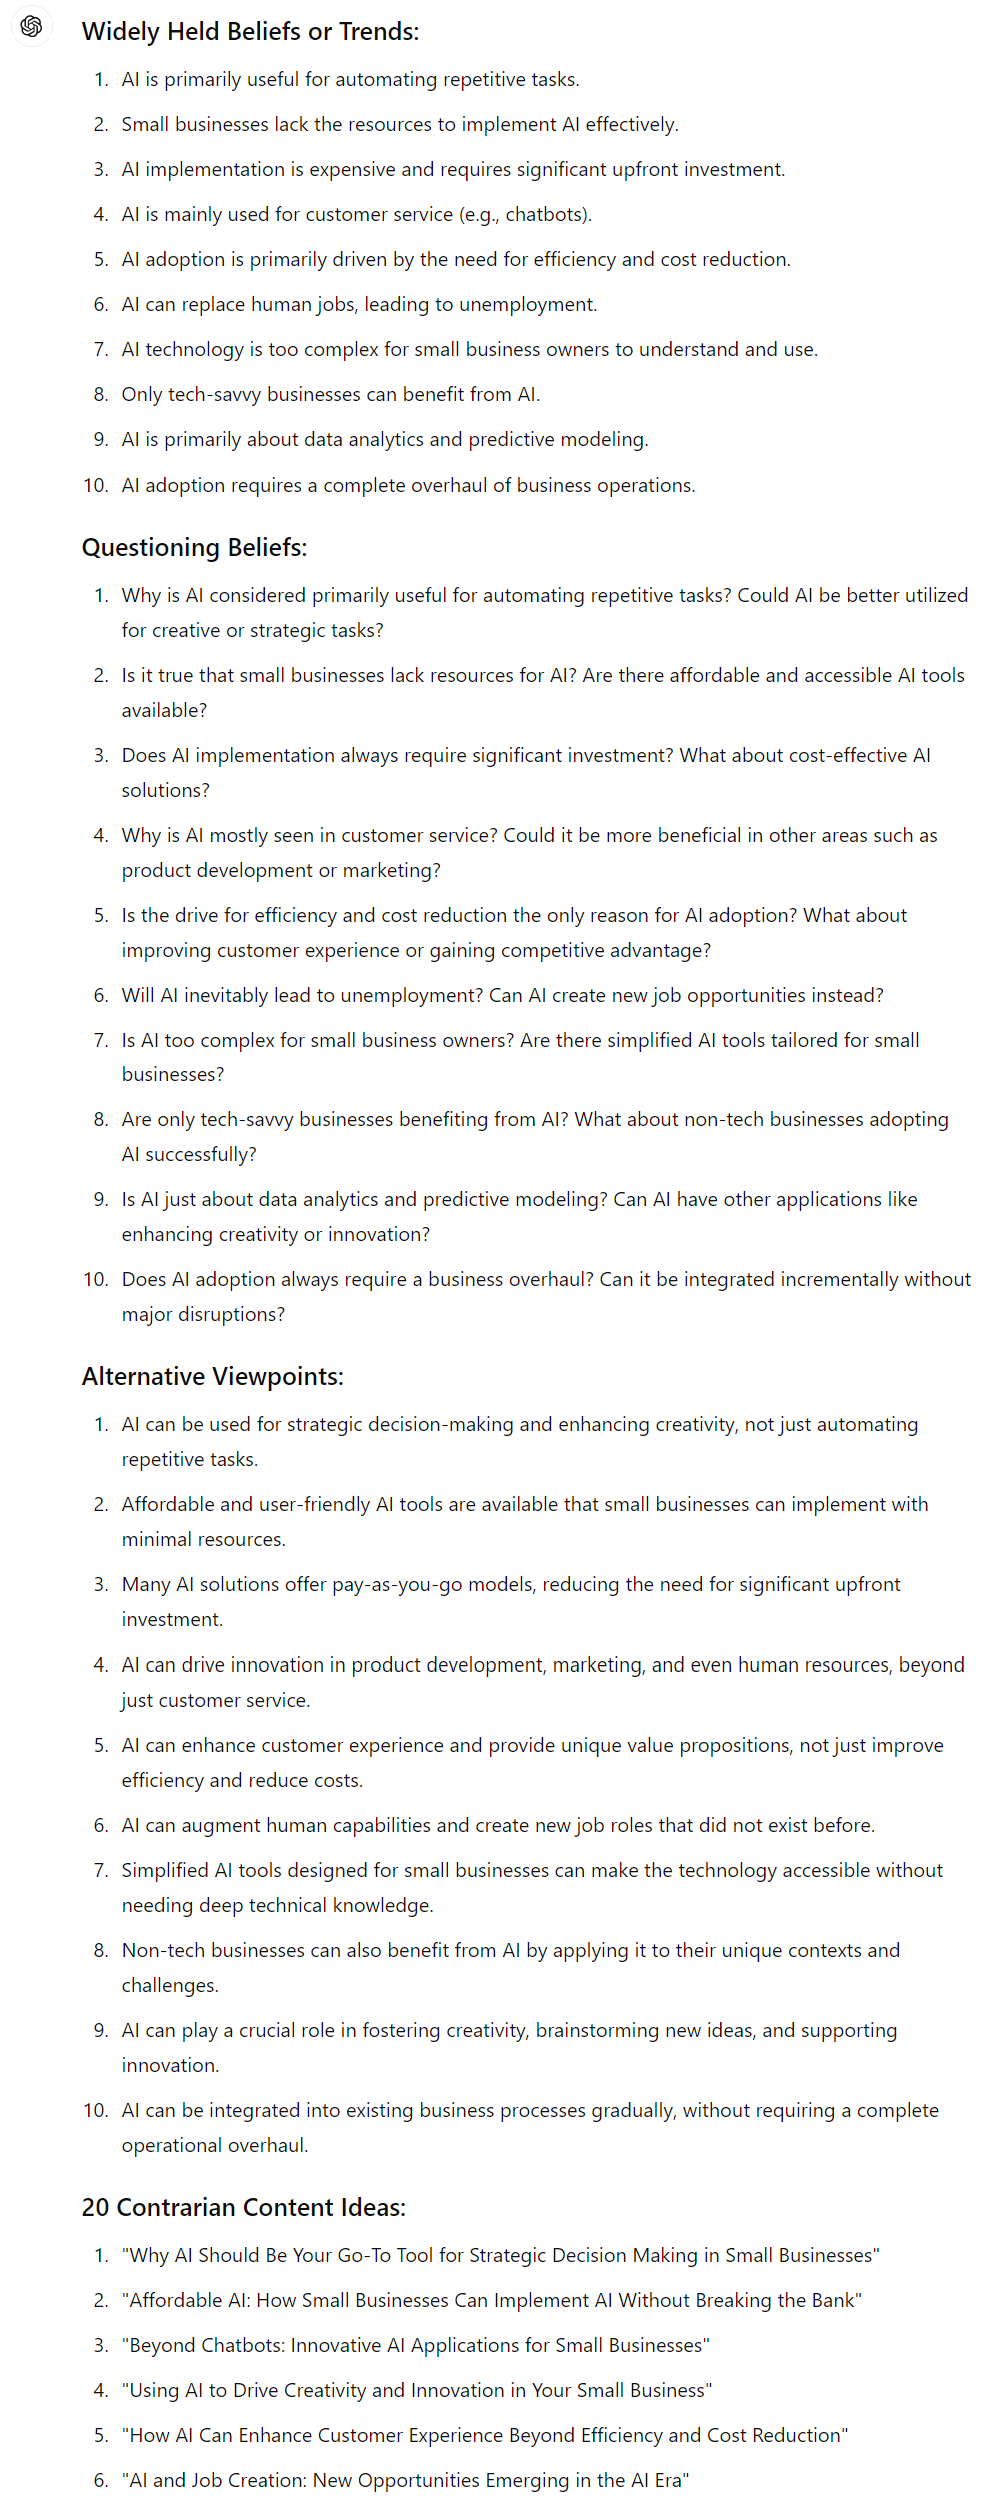 Widely Held Beliefs or Trends:
1. AI is primarily useful for automating repetitive tasks.
2. Small businesses lack the resources to implement AI effectively.
3. AI implementation is expensive and requires significant upfront investment.
4. AI is mainly used for customer service (e.g., chatbots).
5. AI adoption is primarily driven by the need for efficiency and cost reduction.
6. AI can replace human jobs, leading to unemployment.
7. AI technology is too complex for small business owners to understand and use.
8. Only tech-savvy businesses can benefit from AI.
9. AI is primarily about data analytics and predictive modeling.
10. AI adoption requires a complete overhaul of business operations.
Questioning Beliefs:
1. Why is AI considered primarily useful for automating repetitive tasks? Could AI be better utilized
for creative or strategic tasks?
2. Is it true that small businesses lack resources for AI? Are there affordable and accessible AI tools
available?
3. Does AI implementation always require significant investment? What about cost-effective AI
solutions?
4. Why is AI mostly seen in customer service? Could it be more beneficial in other areas such as
product development or marketing?
5. Is the drive for efficiency and cost reduction the only reason for AI adoption? What about
improving customer experience or gaining competitive advantage?
6. Will AI inevitably lead to unemployment? Can AI create new job opportunities instead?
7. Is AI too complex for small business owners? Are there simplified AI tools tailored for small
businesses?
8. Are only tech-savvy businesses benefiting from AI? What about non-tech businesses adopting
AI successfully?
9. Is AI just about data analytics and predictive modeling? Can AI have other applications like
enhancing creativity or innovation?
10. Does AI adoption always require a business overhaul? Can it be integrated incrementally without
major disruptions?
Alternative Viewpoints:
1. AI can be used for strategic decision-making and enhancing creativity, not just automating
repetitive tasks.
2. Affordable and user-friendly AI tools are available that small businesses can implement with
minimal resources.
3. Many AI solutions offer pay-as-you-go models, reducing the need for significant upfront
investment.
4. AI can drive innovation in product development, marketing, and even human resources, beyond
just customer service.
5. AI can enhance customer experience and provide unique value propositions, not just improve
efficiency and reduce costs.
6. AI can augment human capabilities and create new job roles that did not exist before.
7. Simplified AI tools designed for small businesses can make the technology accessible without
needing deep technical knowledge.
8. Non-tech businesses can also benefit from AI by applying it to their unique contexts and
challenges.
9. AI can play a crucial role in fostering creativity, brainstorming new ideas, and supporting
innovation.
10. AI can be integrated into existing business processes gradually, without requiring a complete
operational overhaul.
20 Contrarian Content Ideas:
1. "Why AI Should Be Your Go-To Tool for Strategic Decision Making in Small Businesses"
2. "Affordable AI: How Small Businesses Can Implement AI Without Breaking the Bank"
3. "Beyond Chatbots: Innovative AI Applications for Small Businesses"
4. "Using AI to Drive Creativity and Innovation in Your Small Business"
5. "How AI Can Enhance Customer Experience Beyond Efficiency and Cost Reduction"
6. "AI and Job Creation: New Opportunities Emerging in the AI Era"